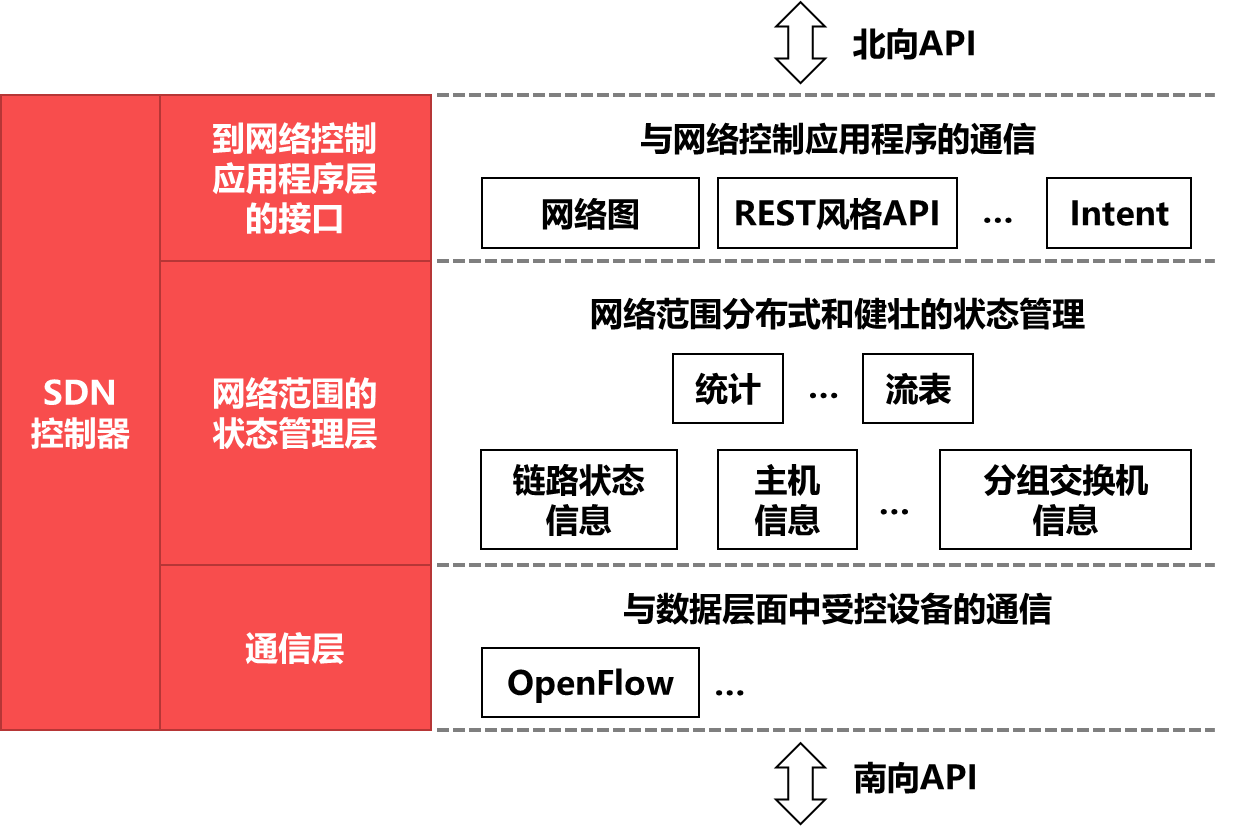 北向API
到网络控制
应用程序层
的接口
与网络控制应用程序的通信
网络图
REST风格API
...
Intent
SDN
控制器
网络范围的
状态管理层
网络范围分布式和健壮的状态管理
统计
...
流表
链路状态
信息
主机
信息
...
分组交换机
信息
通信层
与数据层面中受控设备的通信
OpenFlow
...
南向API